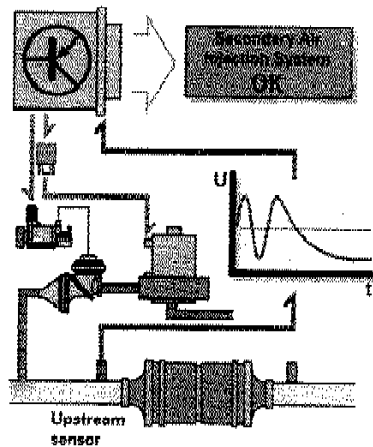 Secondary Air
Injection System
OK
U
t
Upstream
sensor